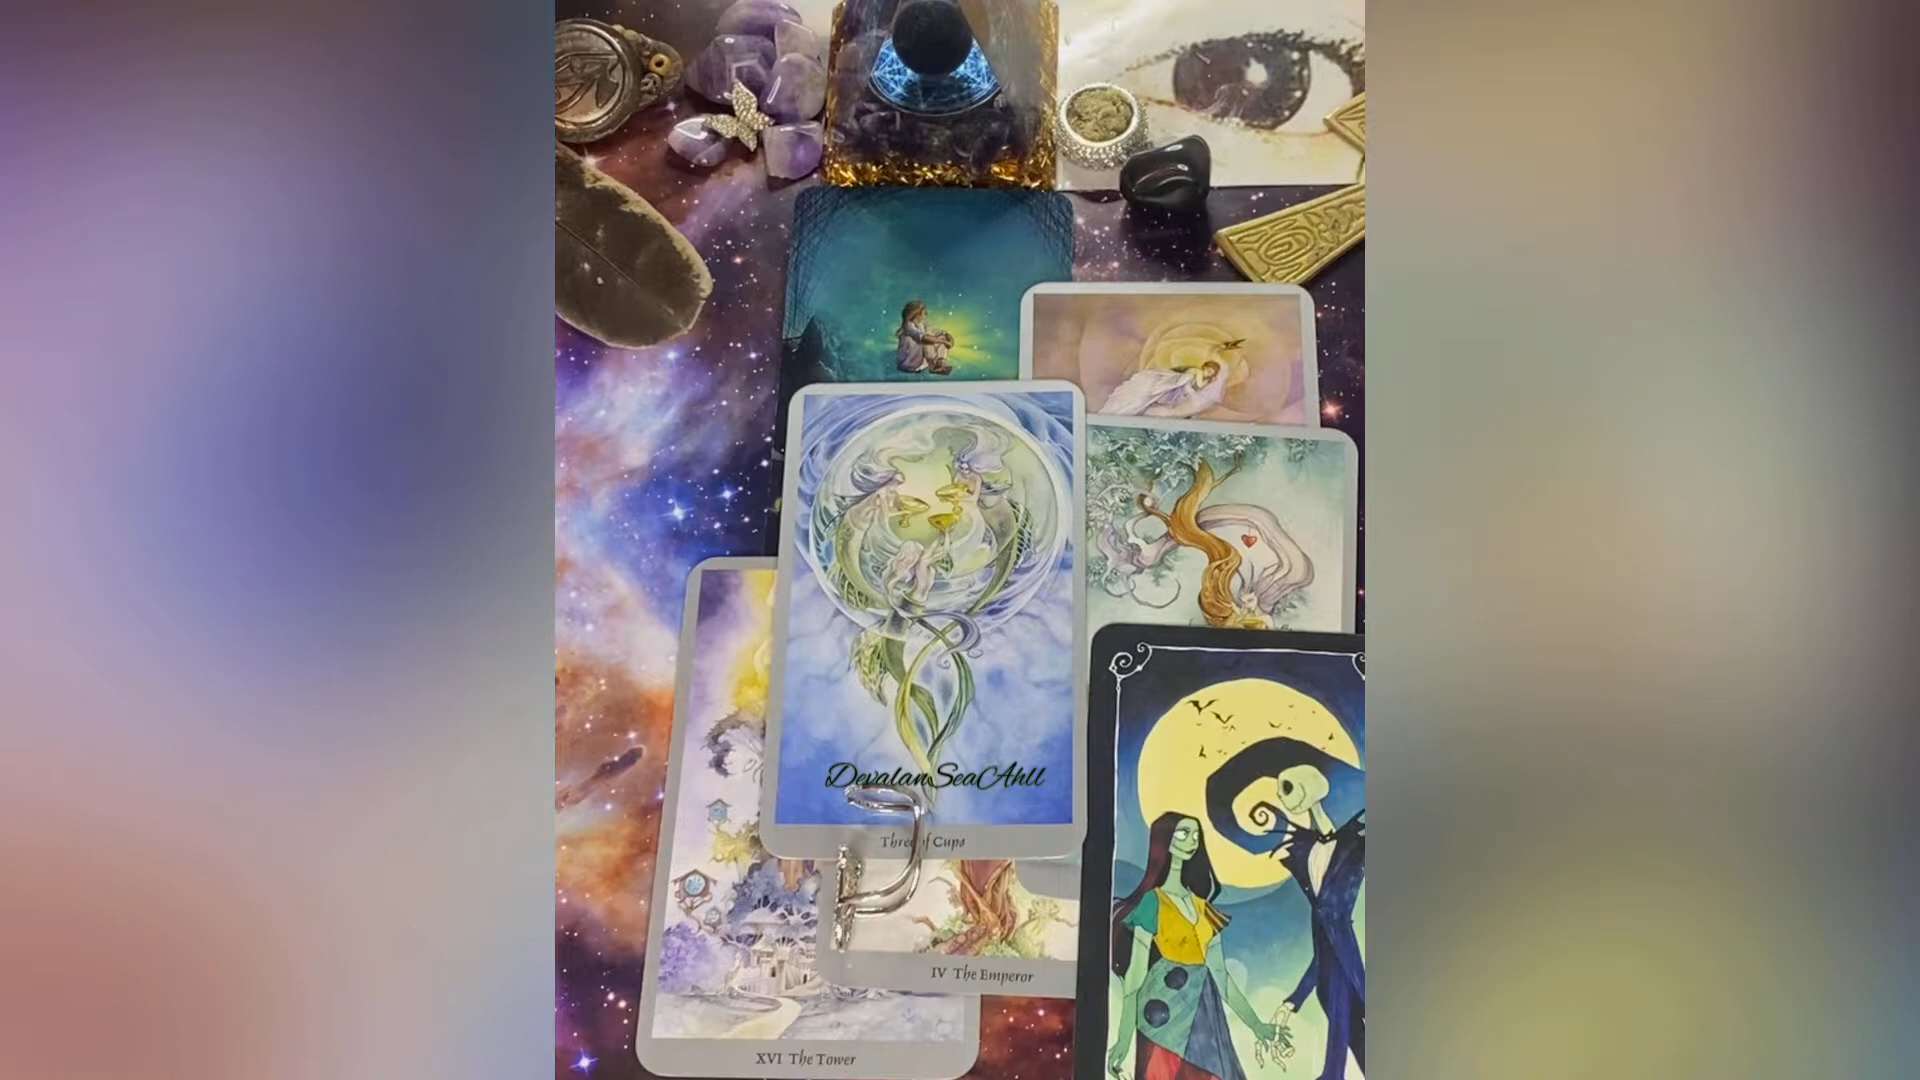 DevalanSeaAhll
Three of Cups
IV The Emperor
XVI The Tower